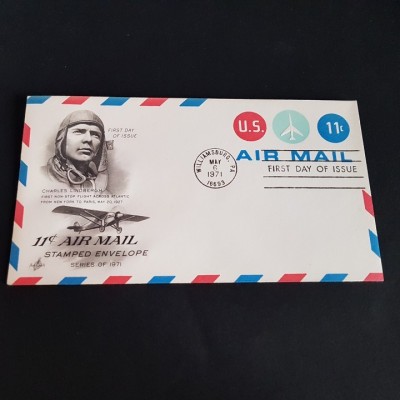 FIRST DAY
OF ISSUE
CHARLES LINDBERGH
FIRST NON-STOP FLIGHT ACROSS ATLANTIC
FROM NEW YORK TO PARIS, MAY 20, 1927
11¢ AIR MAIL
STAMPED ENVELOPE
SERIES OF 1971
WILLIAMSBURG, PA
MAY
6
1971
16693
U.S.
11¢
AIR MAIL
FIRST DAY OF ISSUE